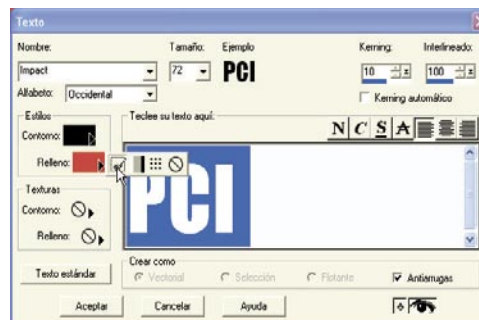 Texto
Nombre: Tamaño: Ejemplo Kerning: Interlineado:
Impact 72 PCI 10 100
Alfabeto: Occidental Kerning automático
Estilos Teclee su texto aquí. N C S A
Contorno:
Relleno:
PCI
Texturas
Contorno:
Relleno:
Crear como
Texto estándar Vectorial Selección Flotante Antiarrugas
Aceptar Cancelar Ayuda